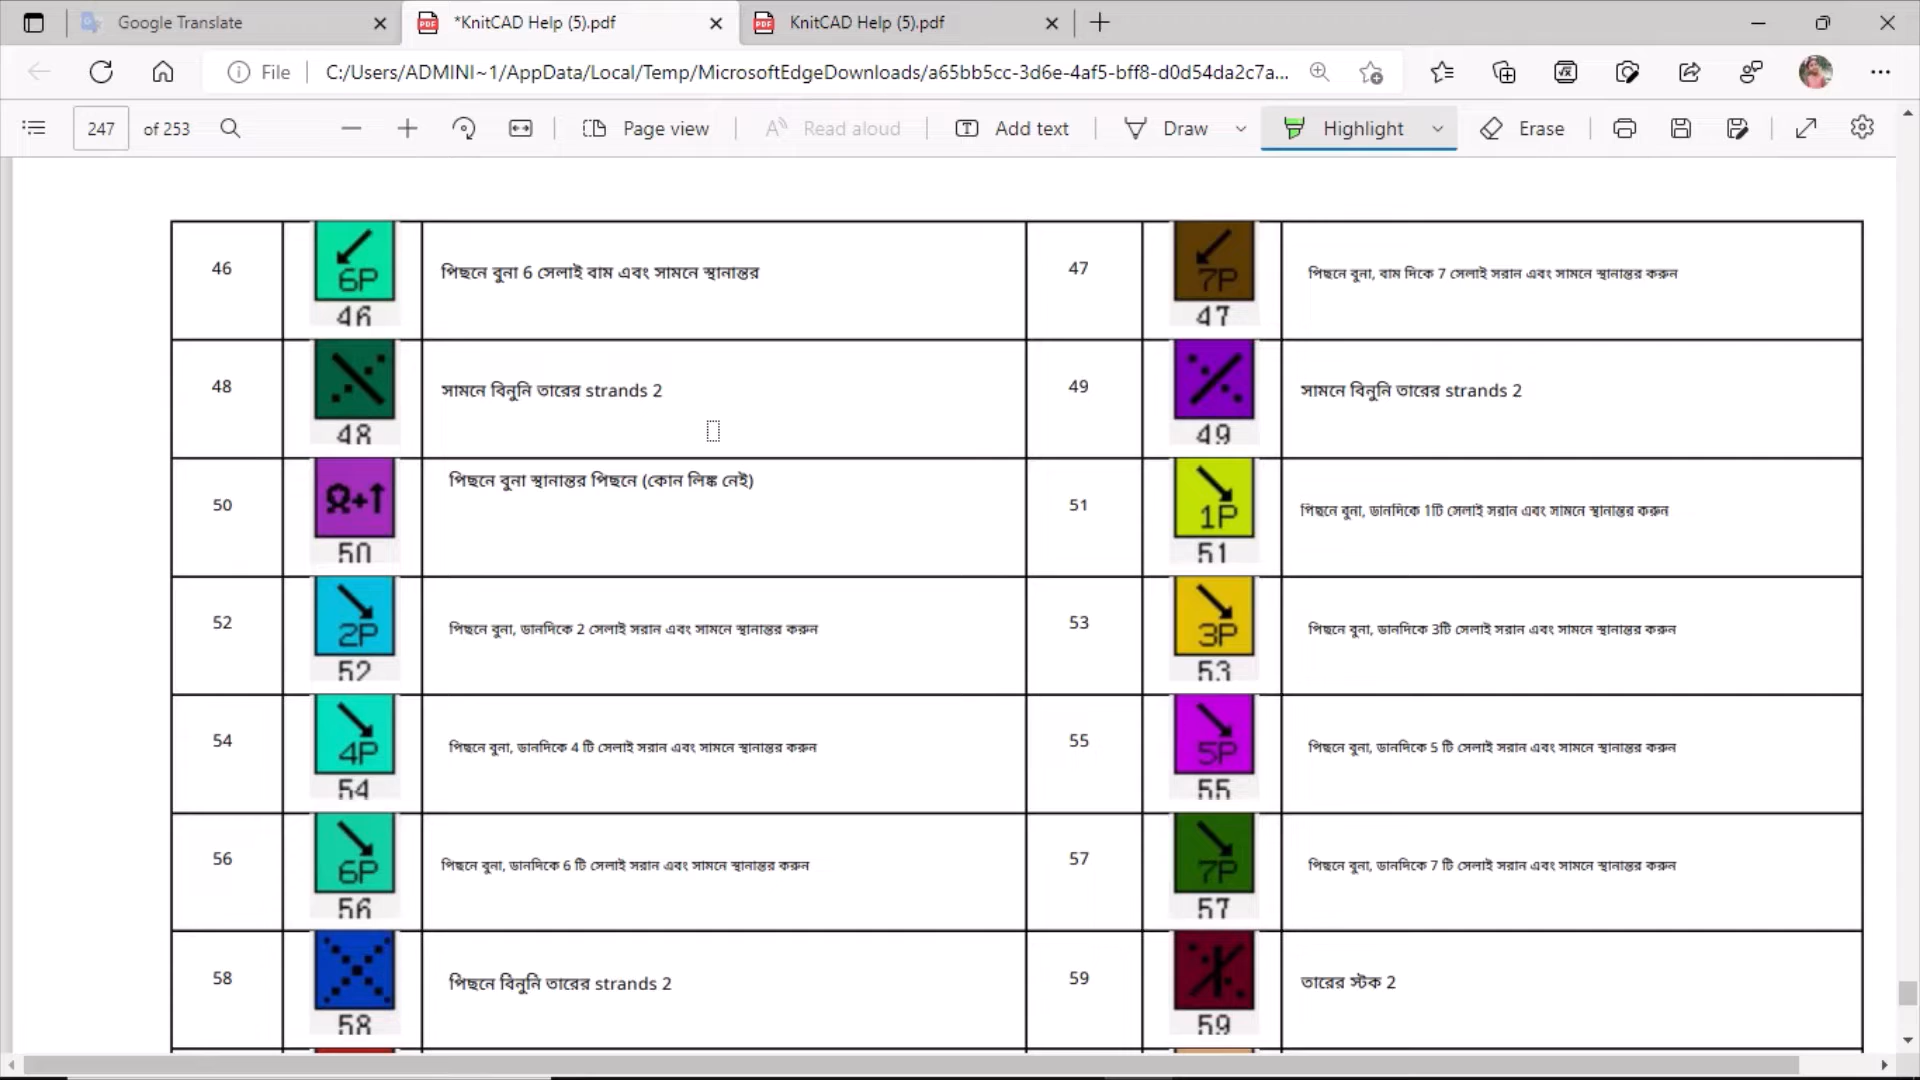 Google Translate
*KnitCAD Help (5).pdf
KnitCAD Help (5).pdf
File
C:/Users/ADMINI~1/AppData/Local/Temp/MicrosoftEdgeDownloads/a65bb5cc-3d6e-4af5-bff8-d0d54da2c7a...
247 of 253
Page view
Read aloud
Add text
Draw
Highlight
Erase
46
6P
46
পিছনে বুনা 6 সেলাই বাম এবং সামনে স্থানান্তর
47
7P
47
পিছনে বুনা, বাম দিকে 7 সেলাই সরান এবং সামনে স্থানান্তর করুন
48
48
সামনে বিনুনি তারের strands 2
49
49
সামনে বিনুনি তারের strands 2
50
50
পিছনে বুনা স্থানান্তর পিছনে (কোন লিঙ্ক নেই)
51
1P
51
পিছনে বুনা, ডানদিকে 1টি সেলাই সরান এবং সামনে স্থানান্তর করুন
52
2P
52
পিছনে বুনা, ডানদিকে 2 সেলাই সরান এবং সামনে স্থানান্তর করুন
53
3P
53
পিছনে বুনা, ডানদিকে 3টি সেলাই সরান এবং সামনে স্থানান্তর করুন
54
4P
54
পিছনে বুনা, ডানদিকে 4 টি সেলাই সরান এবং সামনে স্থানান্তর করুন
55
5P
55
পিছনে বুনা, ডানদিকে 5 টি সেলাই সরান এবং সামনে স্থানান্তর করুন
56
6P
56
পিছনে বুনা, ডানদিকে 6 টি সেলাই সরান এবং সামনে স্থানান্তর করুন
57
7P
57
পিছনে বুনা, ডানদিকে 7 টি সেলাই সরান এবং সামনে স্থানান্তর করুন
58
58
পিছনে বিনুনি তারের strands 2
59
59
তারের স্টক 2